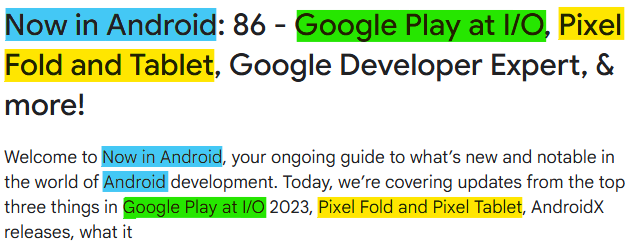 Now in Android: 86 - Google Play at I/O, Pixel
Fold and Tablet, Google Developer Expert, &
more!
Welcome to Now in Android, your ongoing guide to what’s new and notable in
the world of Android development. Today, we’re covering updates from the top
three things in Google Play at I/O 2023, Pixel Fold and Pixel Tablet, AndroidX
releases, what it